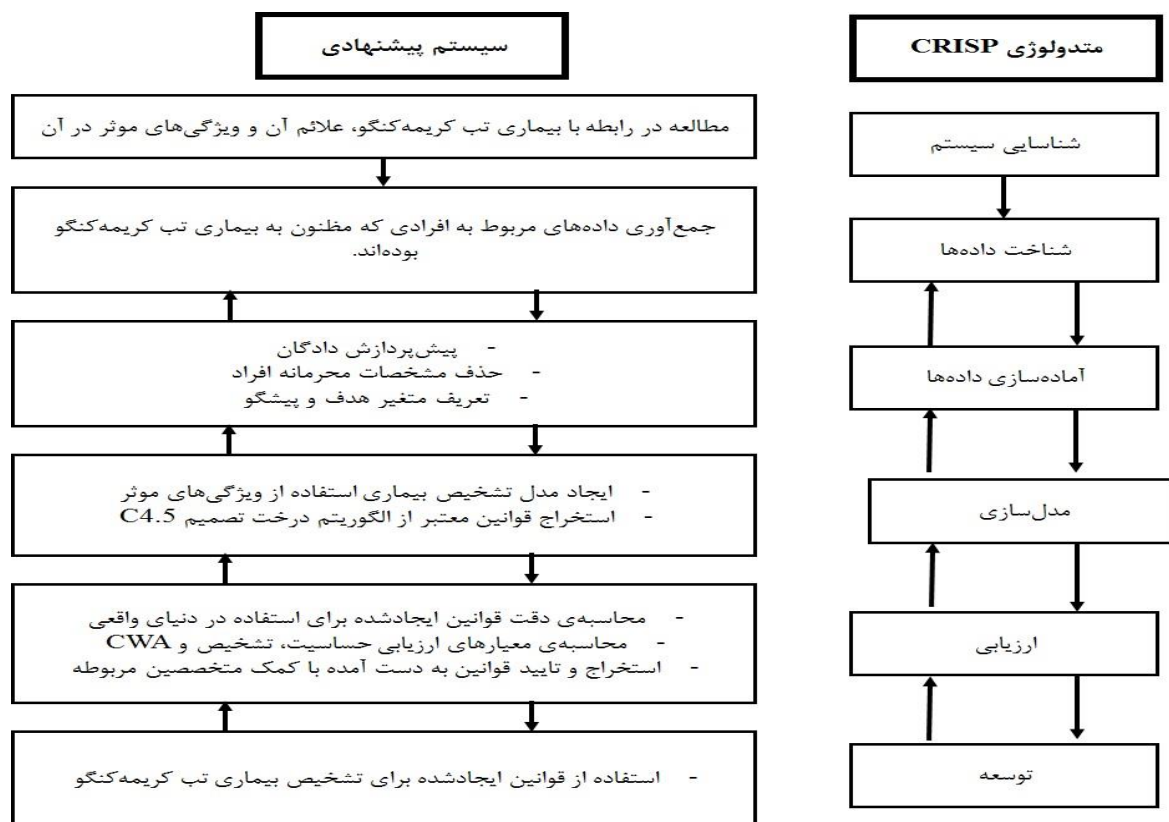 متدولوژی CRISP
شناسایی سیستم
شناخت داده‌ها
آماده‌سازی داده‌ها
مدل‌سازی
ارزیابی
توسعه
سیستم پیشنهادی
مطالعه در رابطه با بیماری تب کریمه‌کنگو، علائم آن و ویژگی‌های موثر در آن
جمع‌آوری داده‌های مربوط به افرادی که مظنون به بیماری تب کریمه‌کنگو
بوده‌اند.
- پیش‌پردازش دادگان
- حذف مشخصات محرمانه افراد
- تعریف متغیر هدف و پیشگو
- ایجاد مدل تشخیص بیماری استفاده از ویژگی‌های موثر
- استخراج قوانین معتبر از الگوریتم درخت تصمیم C4.5
- محاسبه‌ی دقت قوانین ایجادشده برای استفاده در دنیای واقعی
- محاسبه‌ی معیارهای ارزیابی حساسیت، تشخیص و CWA
- استخراج و تایید قوانین به دست آمده با کمک متخصصین مربوطه
- استفاده از قوانین ایجادشده برای تشخیص بیماری تب کریمه‌کنگو